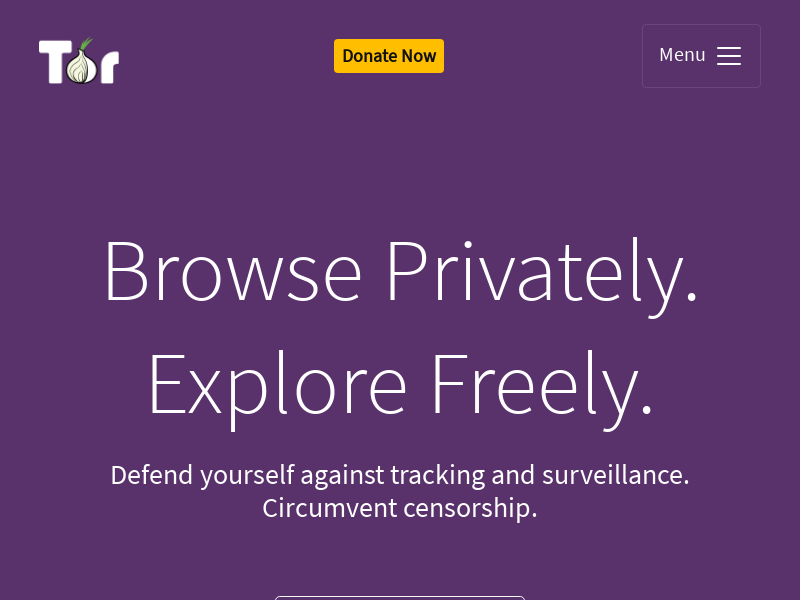 Tor
Donate Now
Menu
Browse Privately.
Explore Freely.
Defend yourself against tracking and surveillance.
Circumvent censorship.